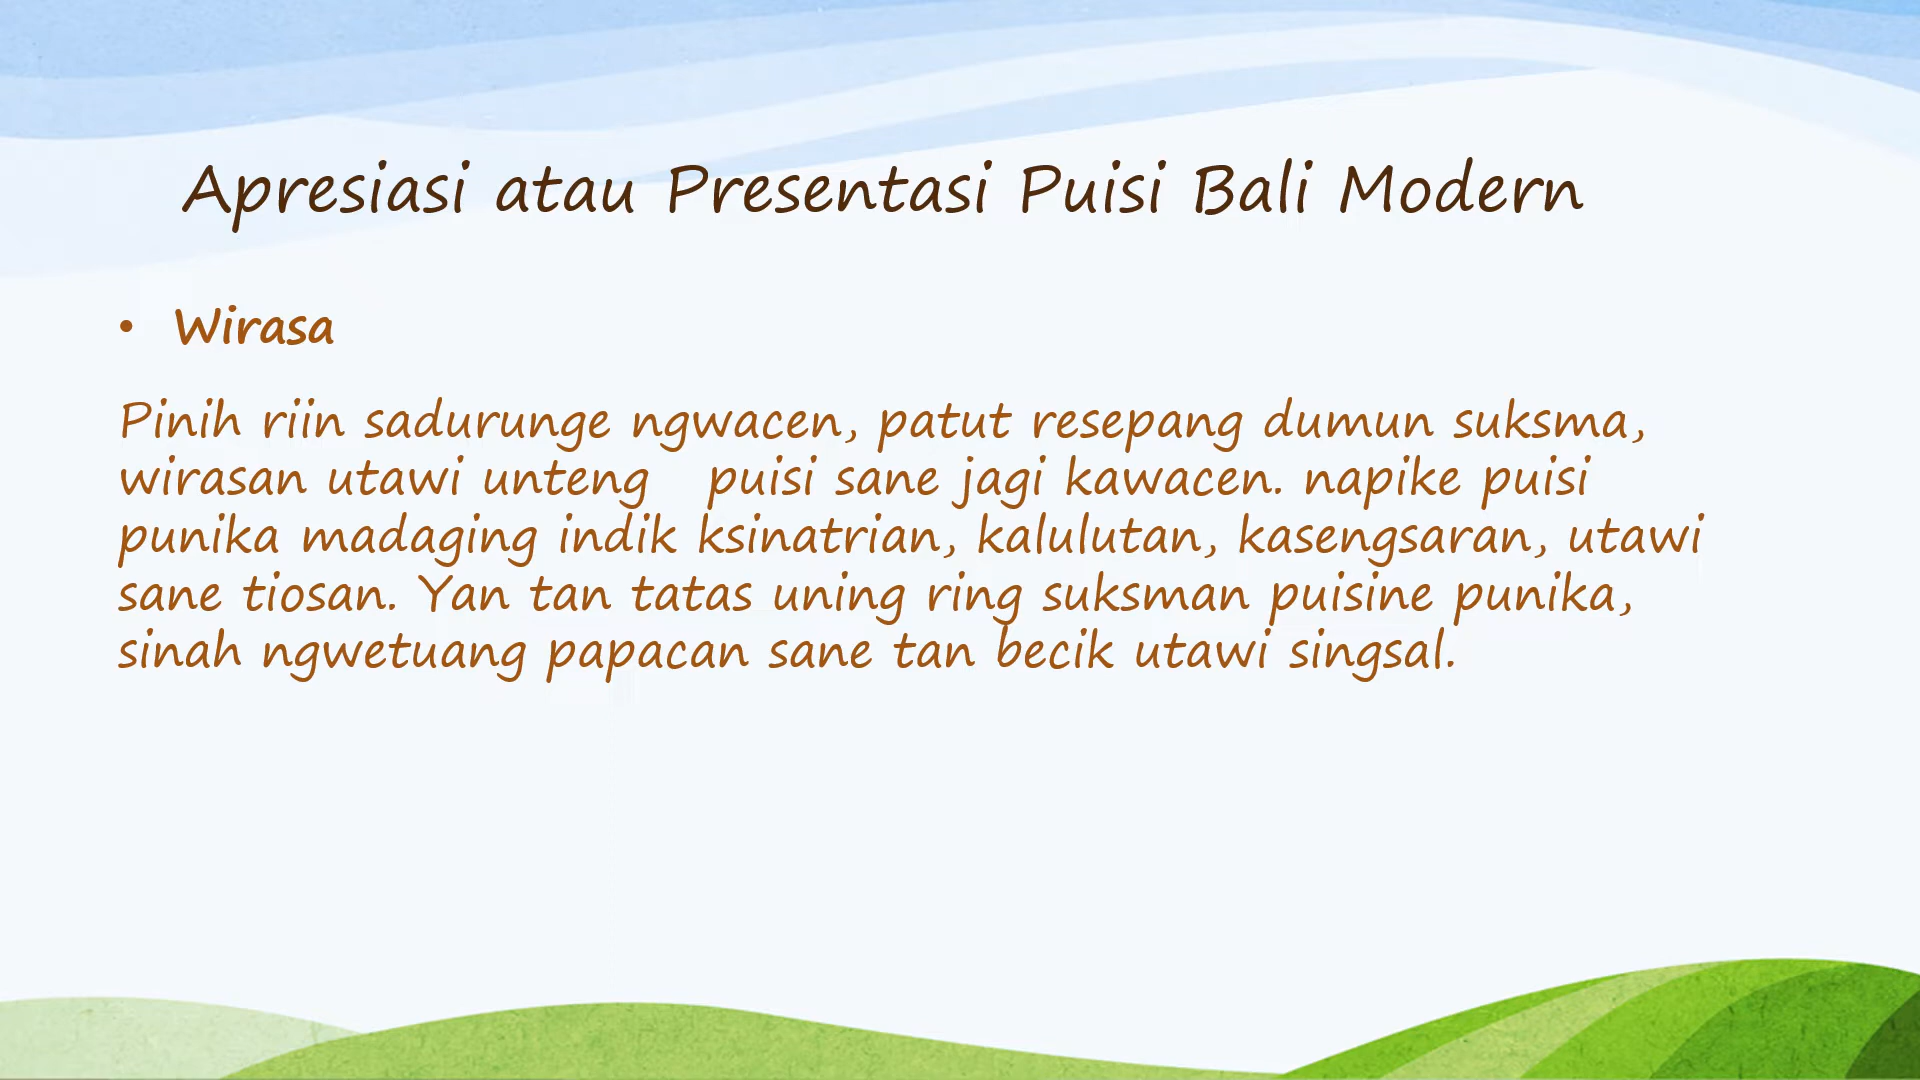 Apresiasi atau Presentasi Puisi Bali Modern
• Wirasa
Pinih riin sadurunge ngwacen, patut resepang dumun suksma,
wirasan utawi unteng puisi sane jagi kawacen. napike puisi
punika madaging indik ksinatrian, kalulutan, kasengsaran, utawi
sane tiosan. Yan tan tatas uning ring suksman puisine punika,
sinah ngwetuang papacan sane tan becik utawi singsal.